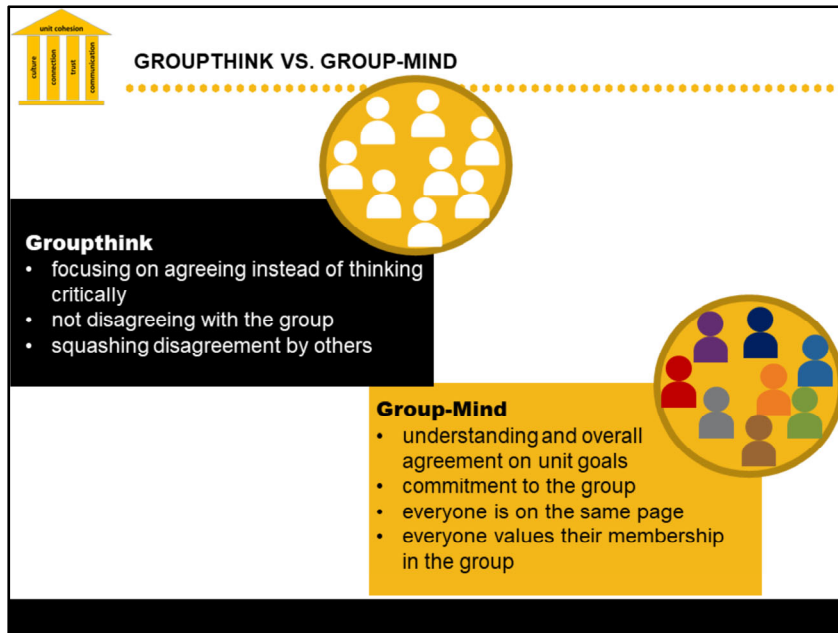 unit cohesion
culture
connection
trust
communication
GROUPTHINK VS. GROUP-MIND
Groupthink
• focusing on agreeing instead of thinking
critically
• not disagreeing with the group
• squashing disagreement by others
Group-Mind
• understanding and overall
agreement on unit goals
• commitment to the group
• everyone is on the same page
• everyone values their membership
in the group